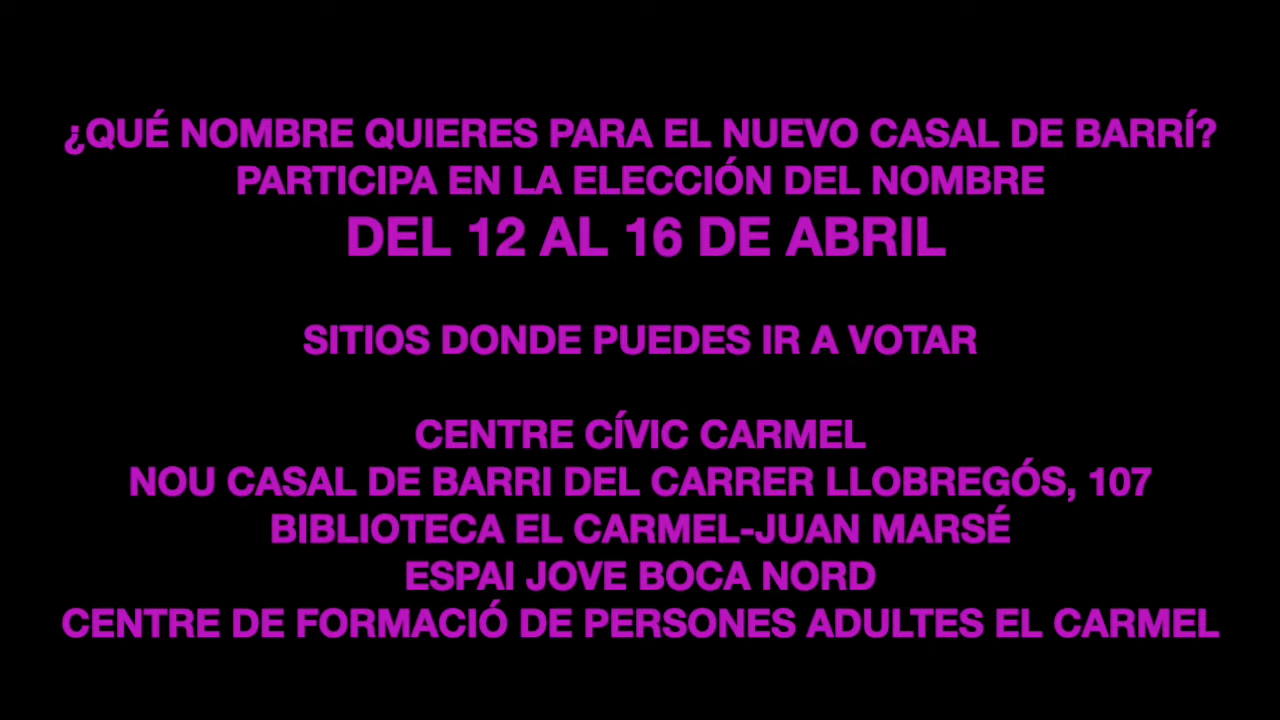 ¿QUÉ NOMBRE QUIERES PARA EL NUEVO CASAL DE BARRÍ?
PARTICIPA EN LA ELECCIÓN DEL NOMBRE
DEL 12 AL 16 DE ABRIL
SITIOS DONDE PUEDES IR A VOTAR
CENTRE CÍVIC CARMEL
NOU CASAL DE BARRI DEL CARRER LLOBREGÓS, 107
BIBLIOTECA EL CARMEL-JUAN MARSÉ
ESPAI JOVE BOCA NORD
CENTRE DE FORMACIÓ DE PERSONES ADULTES EL CARMEL